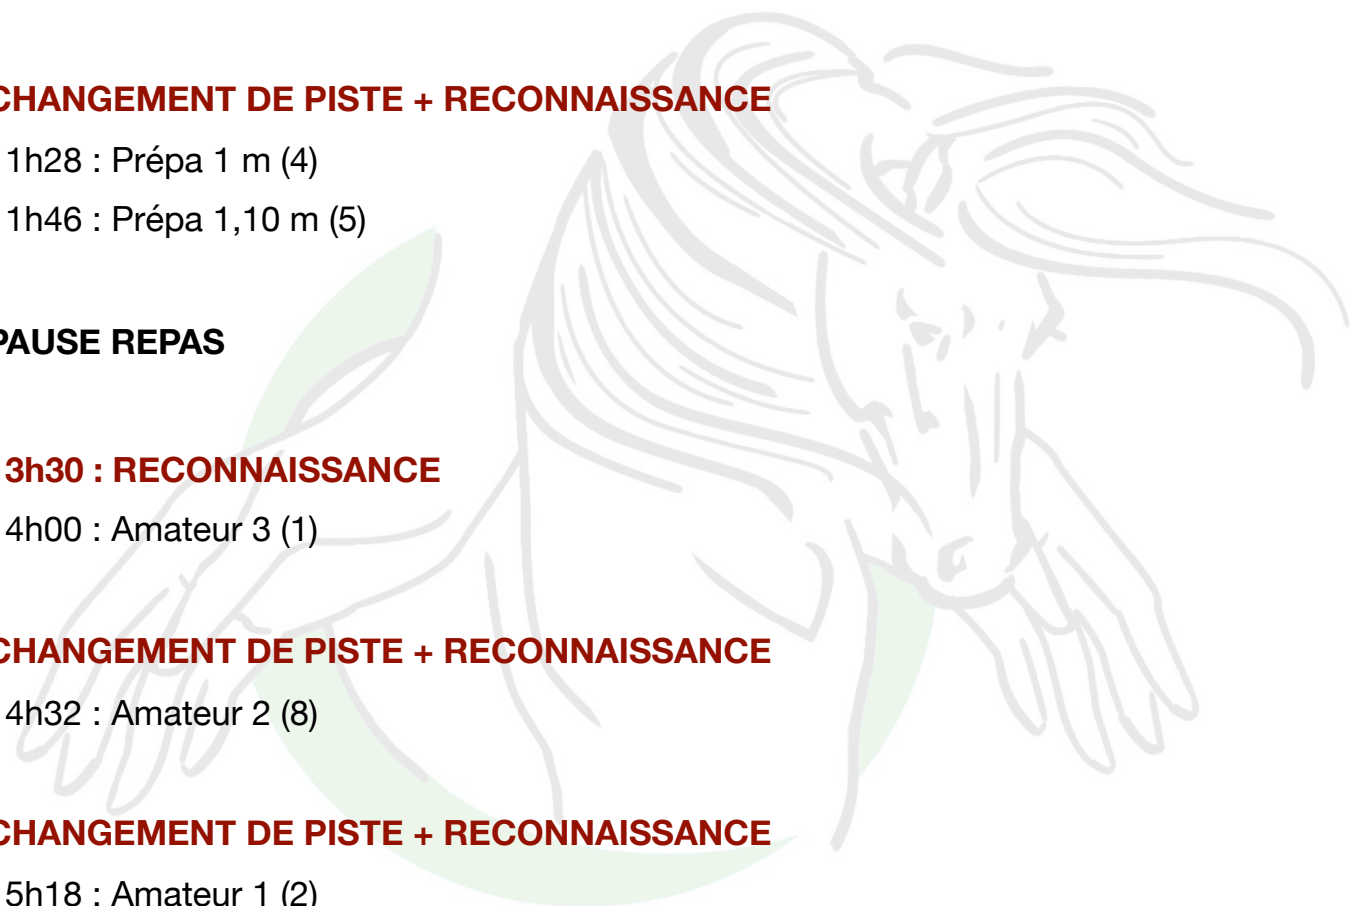 CHANGEMENT DE PISTE + RECONNAISSANCE
1h28 : Prépa 1 m (4)
1h46 : Prépa 1,10 m (5)
PAUSE REPAS
3h30 : RECONNAISSANCE
4h00 : Amateur 3 (1)
CHANGEMENT DE PISTE + RECONNAISSANCE
4h32 : Amateur 2 (8)
CHANGEMENT DE PISTE + RECONNAISSANCE
5h18 : Amateur 1 (2)